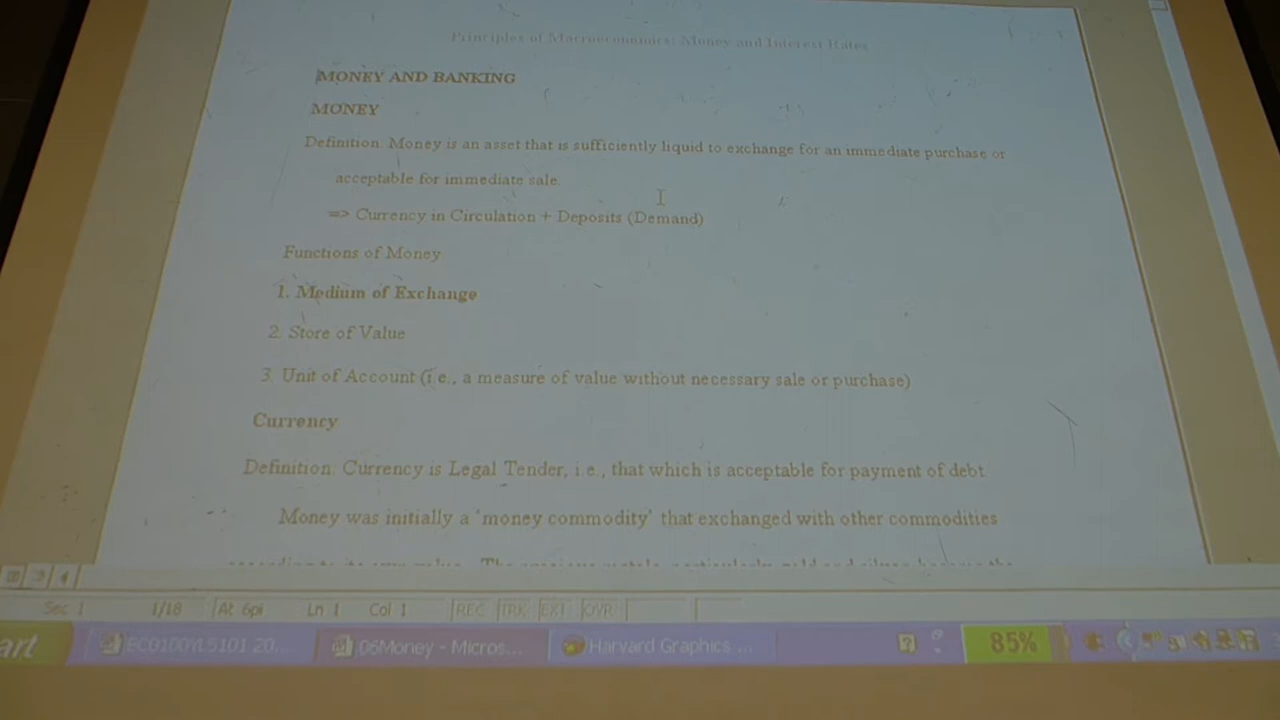 Principles of Macroeconomics: Money and Interest Rates
MONEY AND BANKING
MONEY
Definition: Money is an asset that is sufficiently liquid to exchange for an immediate purchase or
acceptable for immediate sale.
=> Currency in Circulation + Deposits (Demand)
Functions of Money
1. Medium of Exchange
2. Store of Value
3. Unit of Account (i.e., a measure of value without necessary sale or purchase)
Currency
Definition: Currency is Legal Tender, i.e., that which is acceptable for payment of debt.
Money was initially a 'money commodity' that exchanged with other commodities
Sec 1 1/18 At 6pi Ln 1 Col 1 REC TRK EXT OVR
art EC0100YL5101 20... 06Money - Micros... Harvard Graphics ... 85%